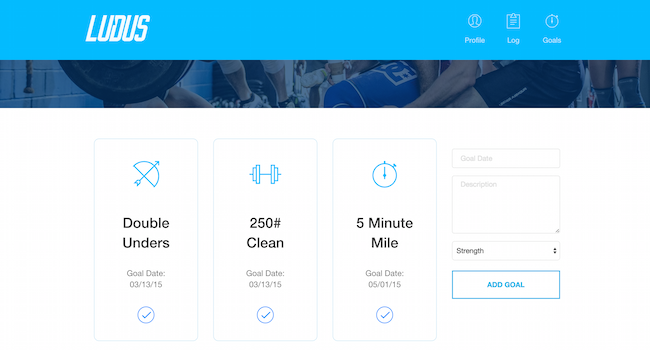 LUDUS
Profile
Log
Goals
Double
Unders
Goal Date:
03/13/15
250#
Clean
Goal Date:
03/13/15
5 Minute
Mile
Goal Date:
05/01/15
Goal Date
Description
Strength
ADD GOAL